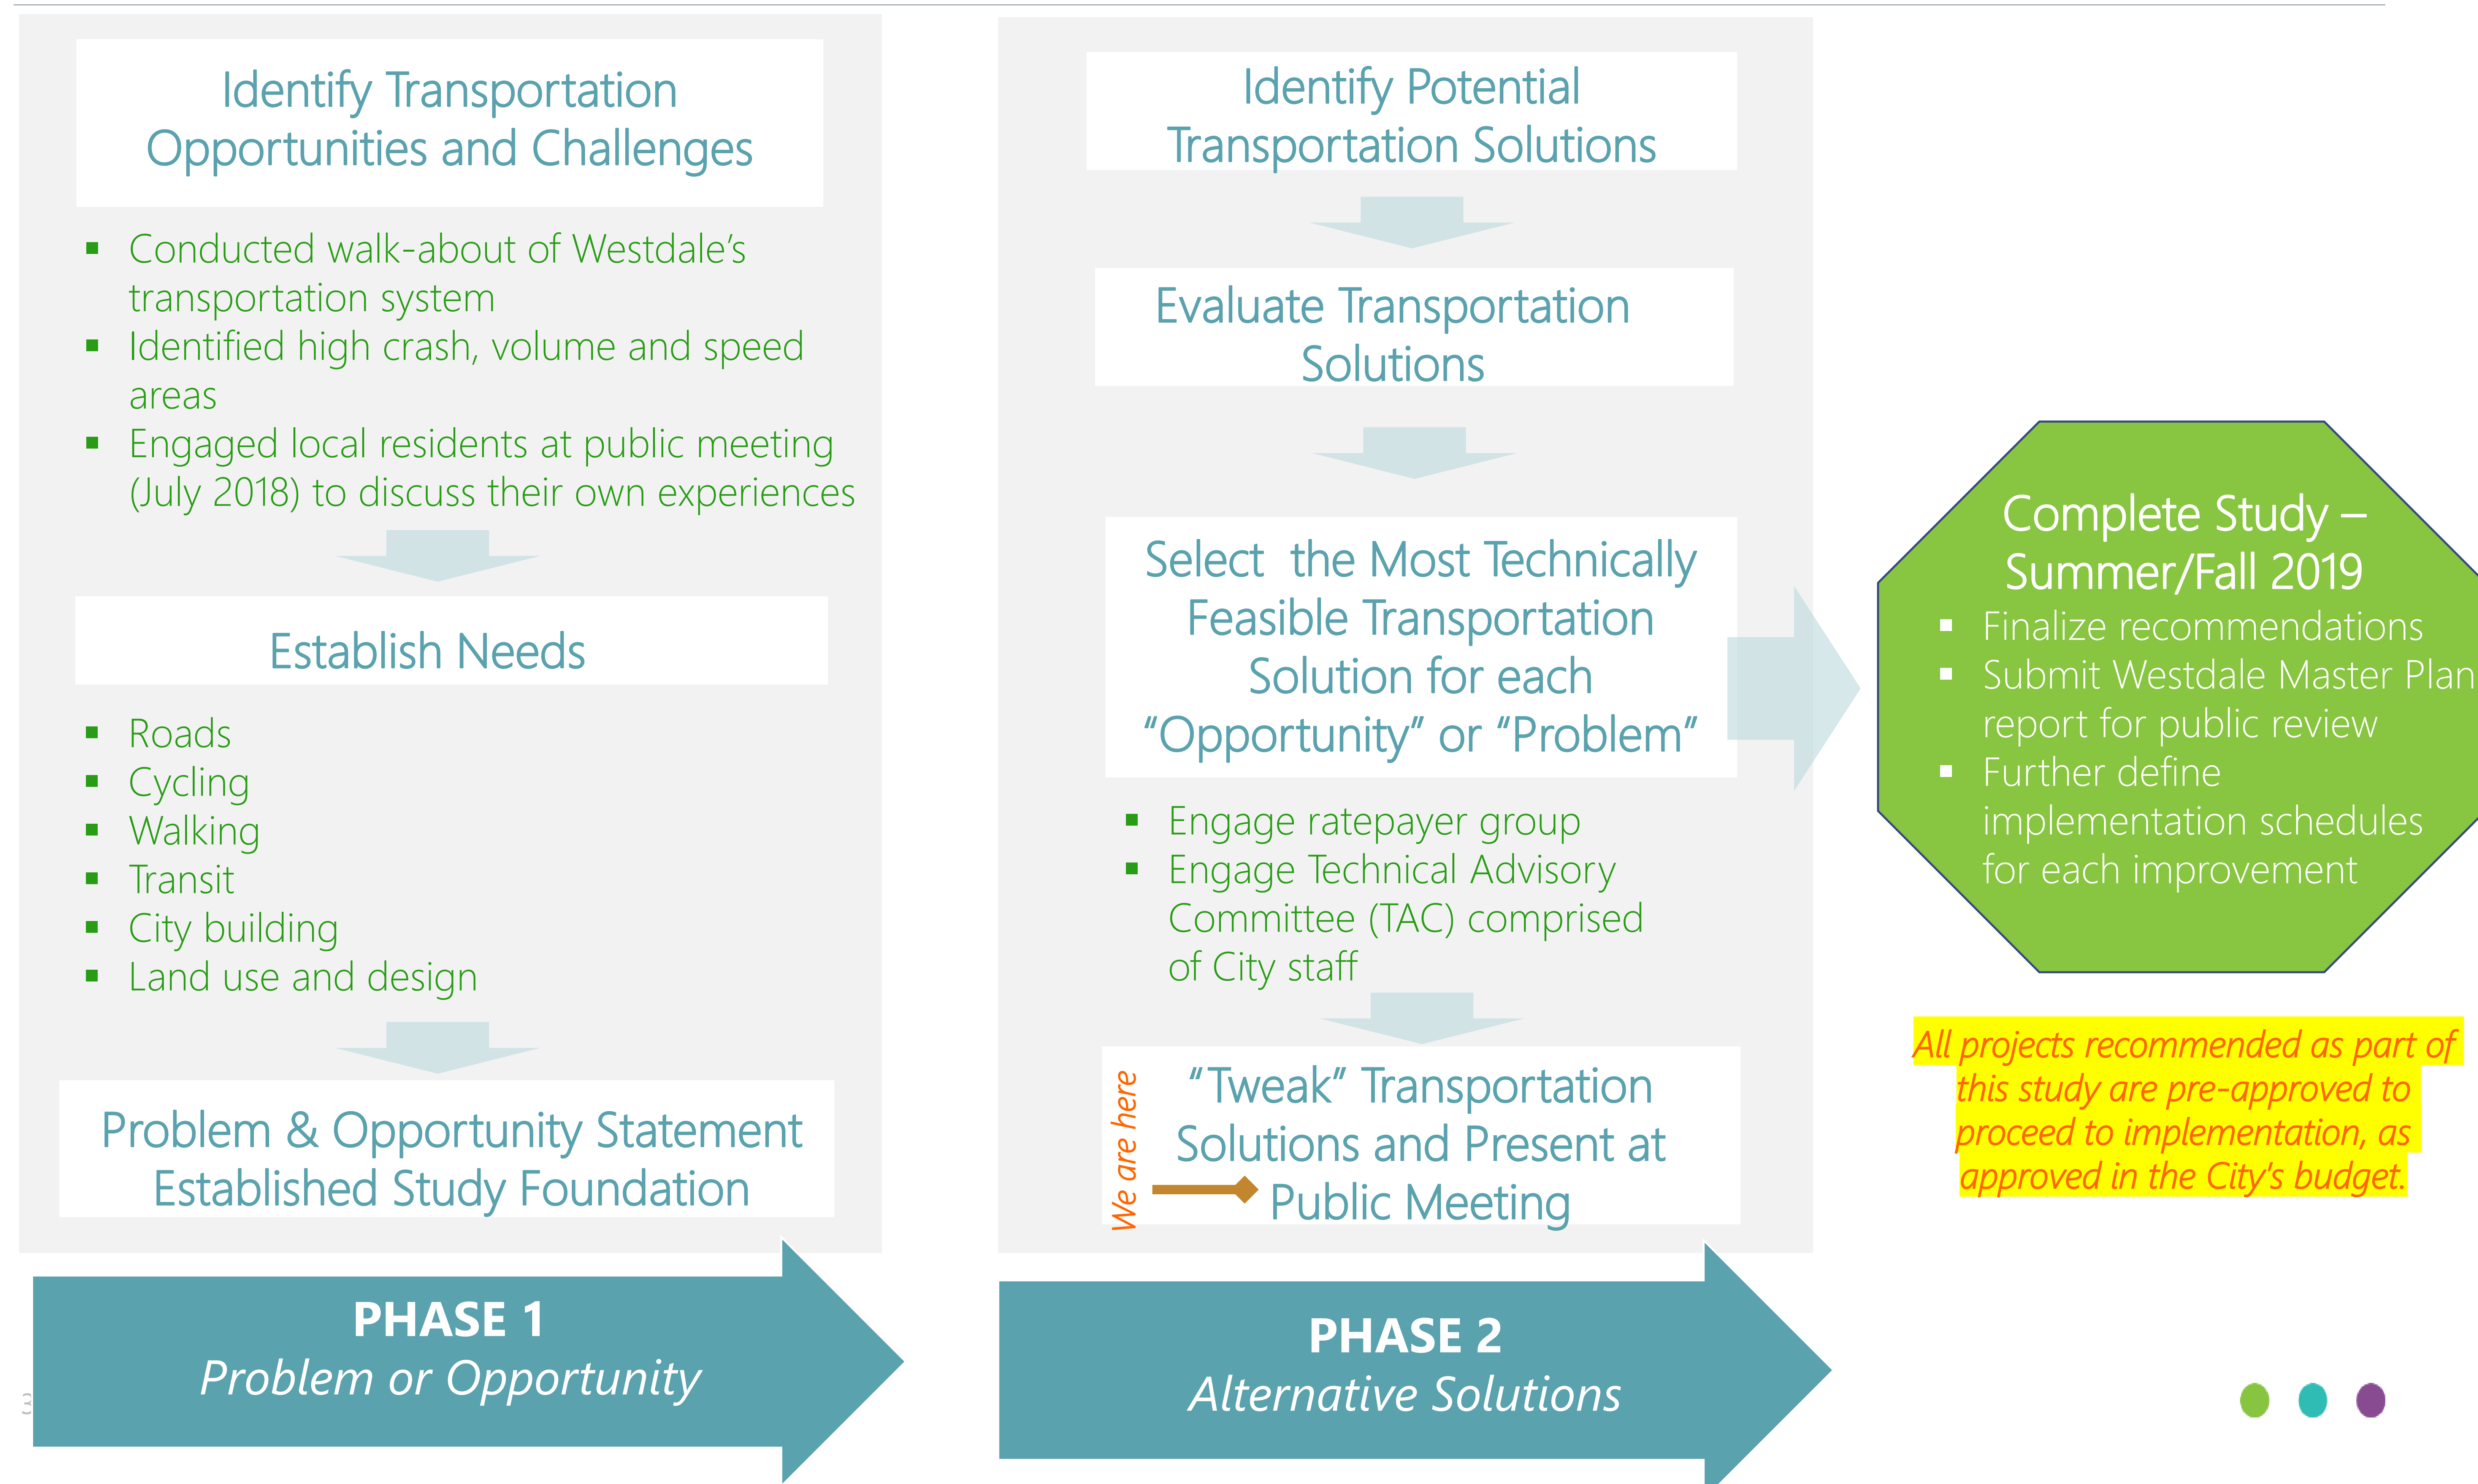 Identify Transportation
Opportunities and Challenges
▪ Conducted walk-about of Westdale’s
transportation system
▪ Identified high crash, volume and speed
areas
▪ Engaged local residents at public meeting
(July 2018) to discuss their own experiences
Establish Needs
▪ Roads
▪ Cycling
▪ Walking
▪ Transit
▪ City building
▪ Land use and design
Problem & Opportunity Statement
Established Study Foundation
PHASE 1
Problem or Opportunity
Identify Potential
Transportation Solutions
Evaluate Transportation
Solutions
Select the Most Technically
Feasible Transportation
Solution for each
“Opportunity” or “Problem”
▪ Engage ratepayer group
▪ Engage Technical Advisory
Committee (TAC) comprised
of City staff
We are here
“Tweak” Transportation
Solutions and Present at
Public Meeting
PHASE 2
Alternative Solutions
Complete Study –
Summer/Fall 2019
▪ Finalize recommendations
▪ Submit Westdale Master Plan
report for public review
▪ Further define
implementation schedules
for each improvement
All projects recommended as part of
this study are pre-approved to
proceed to implementation, as
approved in the City’s budget.